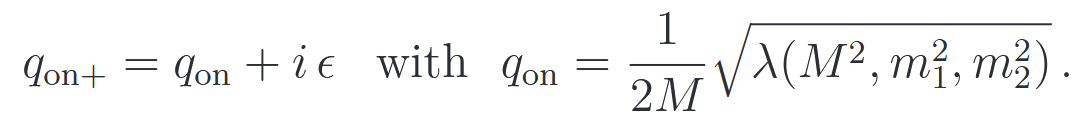 q_{on+} = q_{on} + i ϵ with q_{on} = \frac{1}{2M} \sqrt{λ(M^2, m_1^2, m_2^2)} .